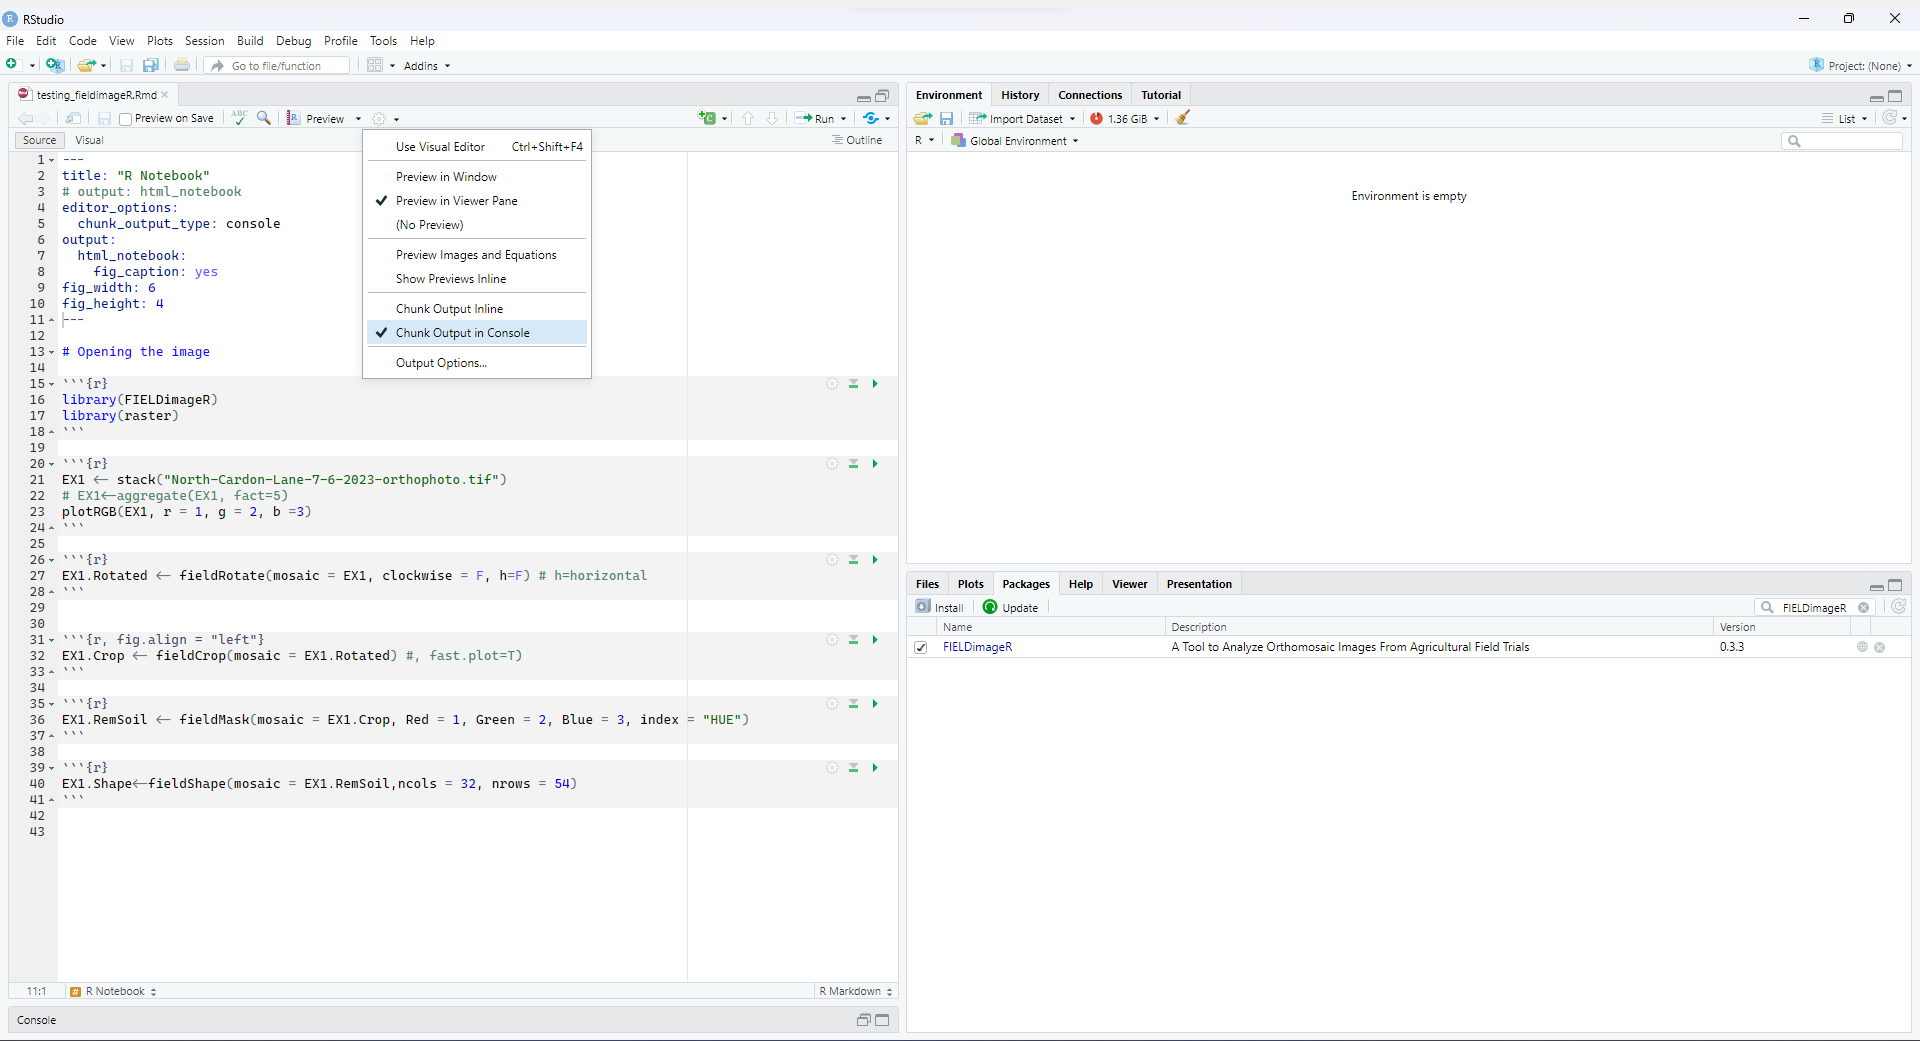 RStudio
File Edit Code View Plots Session Build Debug Profile Tools Help
Go to file/function Addins Project: (None)
testing_fieldimageR.Rmd
Preview on Save ABC Preview Run
Source Visual Outline
Use Visual Editor Ctrl+Shift+F4
Preview in Window
Preview in Viewer Pane
(No Preview)
Preview Images and Equations
Show Previews Inline
Chunk Output Inline
Chunk Output in Console
Output Options...
1 ---
2 title: "R Notebook"
3 # output: html_notebook
4 editor_options:
5 chunk_output_type: console
6 output:
7 html_notebook:
8 fig_caption: yes
9 fig_width: 6
10 fig_height: 4
11 ---
12
13 # Opening the image
14
15 ```{r}
16 library(FIELDimageR)
17 library(raster)
18 ```
19
20 ```{r}
21 EX1 <- stack("North-Cardon-Lane-7-6-2023-orthophoto.tif")
22 # EX1<-aggregate(EX1, fact=5)
23 plotRGB(EX1, r = 1, g = 2, b =3)
24 ```
25
26 ```{r}
27 EX1.Rotated <- fieldRotate(mosaic = EX1, clockwise = F, h=F) # h=horizontal
28 ```
29
30
31 ```{r, fig.align = "left"}
32 EX1.Crop <- fieldCrop(mosaic = EX1.Rotated) #, fast.plot=T)
33 ```
34
35 ```{r}
36 EX1.RemSoil <- fieldMask(mosaic = EX1.Crop, Red = 1, Green = 2, Blue = 3, index = "HUE")
37 ```
38
39 ```{r}
40 EX1.Shape<-fieldShape(mosaic = EX1.RemSoil,ncols = 32, nrows = 54)
41 ```
42
43
11:1 # R Notebook R Markdown
Console
Environment History Connections Tutorial
Import Dataset 1.36 GiB List
R Global Environment
Environment is empty
Files Plots Packages Help Viewer Presentation
Install Update FIELDimageR
Name Description Version
FIELDimageR A Tool to Analyze Orthomosaic Images From Agricultural Field Trials 0.3.3